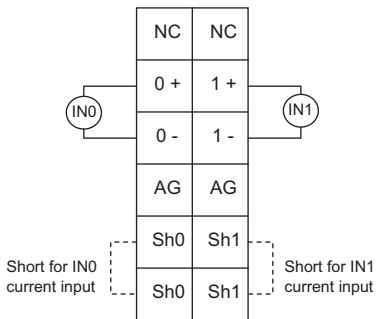 NC NC
0 + 1 +
IN0 IN1
0 - 1 -
AG AG
Sh0 Sh1
Short for IN0
current input
Short for IN1
current input
Sh0 Sh1